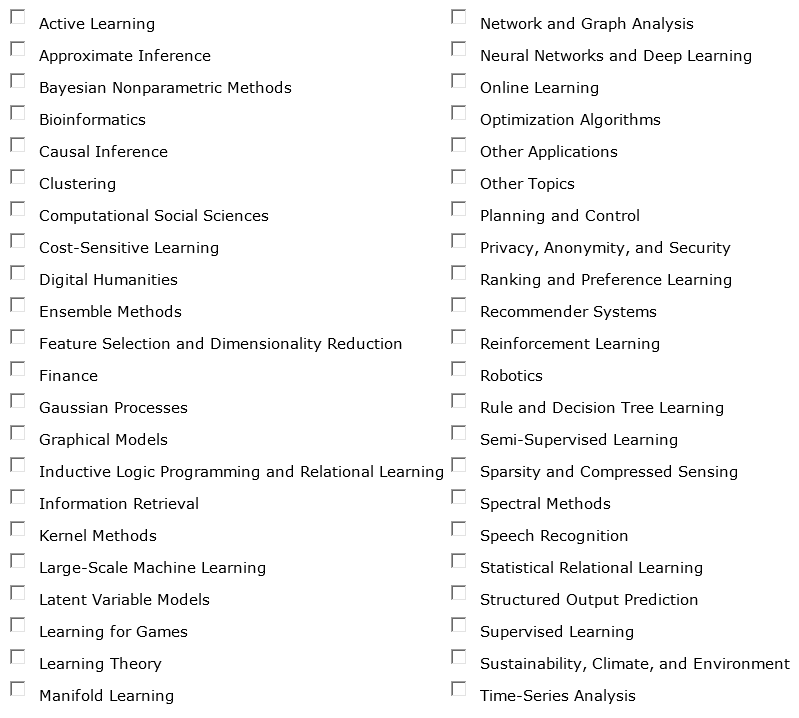 Active Learning
Approximate Inference
Bayesian Nonparametric Methods
Bioinformatics
Causal Inference
Clustering
Computational Social Sciences
Cost-Sensitive Learning
Digital Humanities
Ensemble Methods
Feature Selection and Dimensionality Reduction
Finance
Gaussian Processes
Graphical Models
Inductive Logic Programming and Relational Learning
Information Retrieval
Kernel Methods
Large-Scale Machine Learning
Latent Variable Models
Learning for Games
Learning Theory
Manifold Learning
Network and Graph Analysis
Neural Networks and Deep Learning
Online Learning
Optimization Algorithms
Other Applications
Other Topics
Planning and Control
Privacy, Anonymity, and Security
Ranking and Preference Learning
Recommender Systems
Reinforcement Learning
Robotics
Rule and Decision Tree Learning
Semi-Supervised Learning
Sparsity and Compressed Sensing
Spectral Methods
Speech Recognition
Statistical Relational Learning
Structured Output Prediction
Supervised Learning
Sustainability, Climate, and Environment
Time-Series Analysis